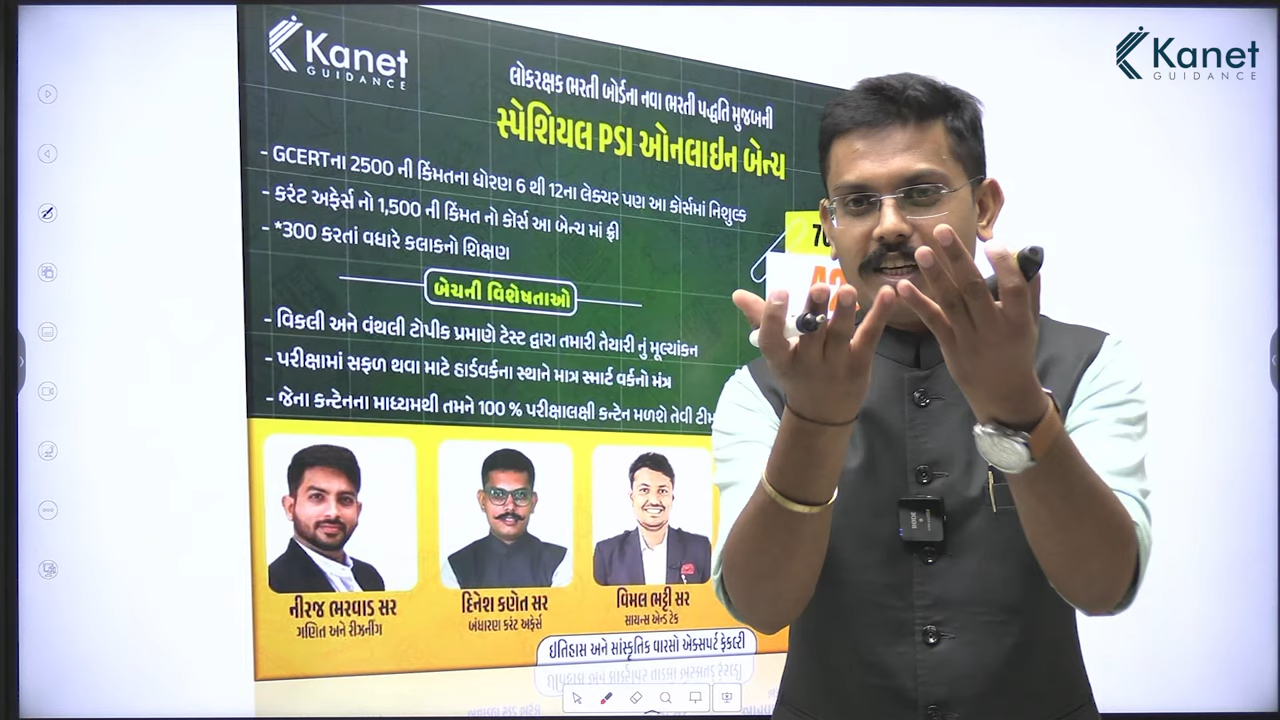 Kanet
GUIDANCE
Kanet
GUIDANCE
લોકરક્ષક ભરતી બોર્ડના નવા ભરતી પદ્ધતિ મુજબની
સ્પેશિયલ PSI ઓનલાઇન બેન્ચ
- GCERTના 2500 ની કિંમતના ધોરણ 6 થી 12ના લેક્ચર પણ આ કોર્સમાં નિશુલ્ક
- કરંટ અફેર્સ નો 1,500 ની કિંમત નો કોર્સ આ બેન્ચ માં ફ્રી
- *300 કરતાં વધારે કલાકનો શિક્ષણ
બેચની વિશેષતાઓ
- વિકલી અને વંથલી ટોપીક પ્રમાણે ટેસ્ટ દ્વારા તમારી તૈયારી નું મૂલ્યાંકન
- પરીક્ષામાં સફળ થવા માટે હાર્ડવર્કના સ્થાને માત્ર સ્માર્ટ વર્કનો મંત્ર
- જેના કન્ટેનના માધ્યમથી તમને 100 % પરીક્ષાલક્ષી કન્ટેન મળશે તેવી ટીમ
નીરજ ભરવાડ સર
ગણિત અને રીઝનીંગ
દિનેશ કણેત સર
બંધારણ કરંટ અફેર્સ
વિમલ ભટ્ટી સર
સાયન્સ એન્ડ ટેક
ઈતિહાસ અને સાંસ્કૃતિક વારસો એક્સપર્ટ ફેકલ્ટી